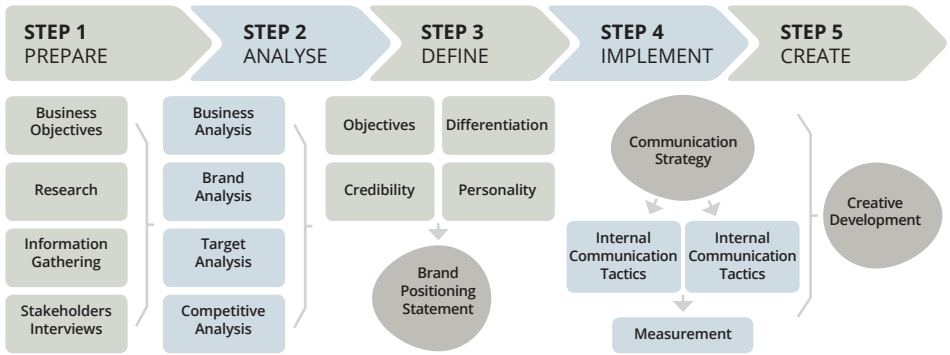 STEP 1
PREPARE
STEP 2
ANALYSE
STEP 3
DEFINE
STEP 4
IMPLEMENT
STEP 5
CREATE
Business
Objectives
Research
Information
Gathering
Stakeholders
Interviews
Business
Analysis
Brand
Analysis
Target
Analysis
Competitive
Analysis
Objectives
Differentiation
Credibility
Personality
Brand
Positioning
Statement
Communication
Strategy
Internal
Communication
Tactics
Internal
Communication
Tactics
Measurement
Creative
Development